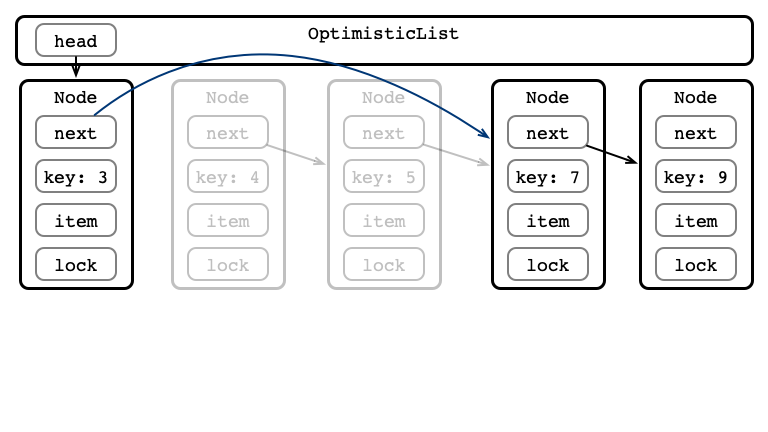 OptimisticList
head
Node
next
key: 3
item
lock
Node
next
key: 4
item
lock
Node
next
key: 5
item
lock
Node
next
key: 7
item
lock
Node
next
key: 9
item
lock